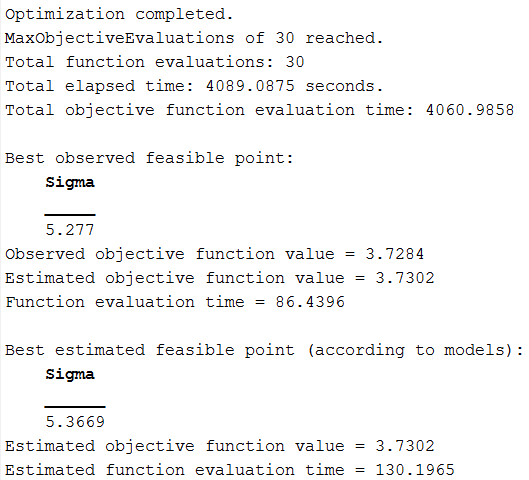 Optimization completed.
MaxObjectiveEvaluations of 30 reached.
Total function evaluations: 30
Total elapsed time: 4089.0875 seconds.
Total objective function evaluation time: 4060.9858
Best observed feasible point:
Sigma
5.277
Observed objective function value = 3.7284
Estimated objective function value = 3.7302
Function evaluation time = 86.4396
Best estimated feasible point (according to models):
Sigma
5.3669
Estimated objective function value = 3.7302
Estimated function evaluation time = 130.1965